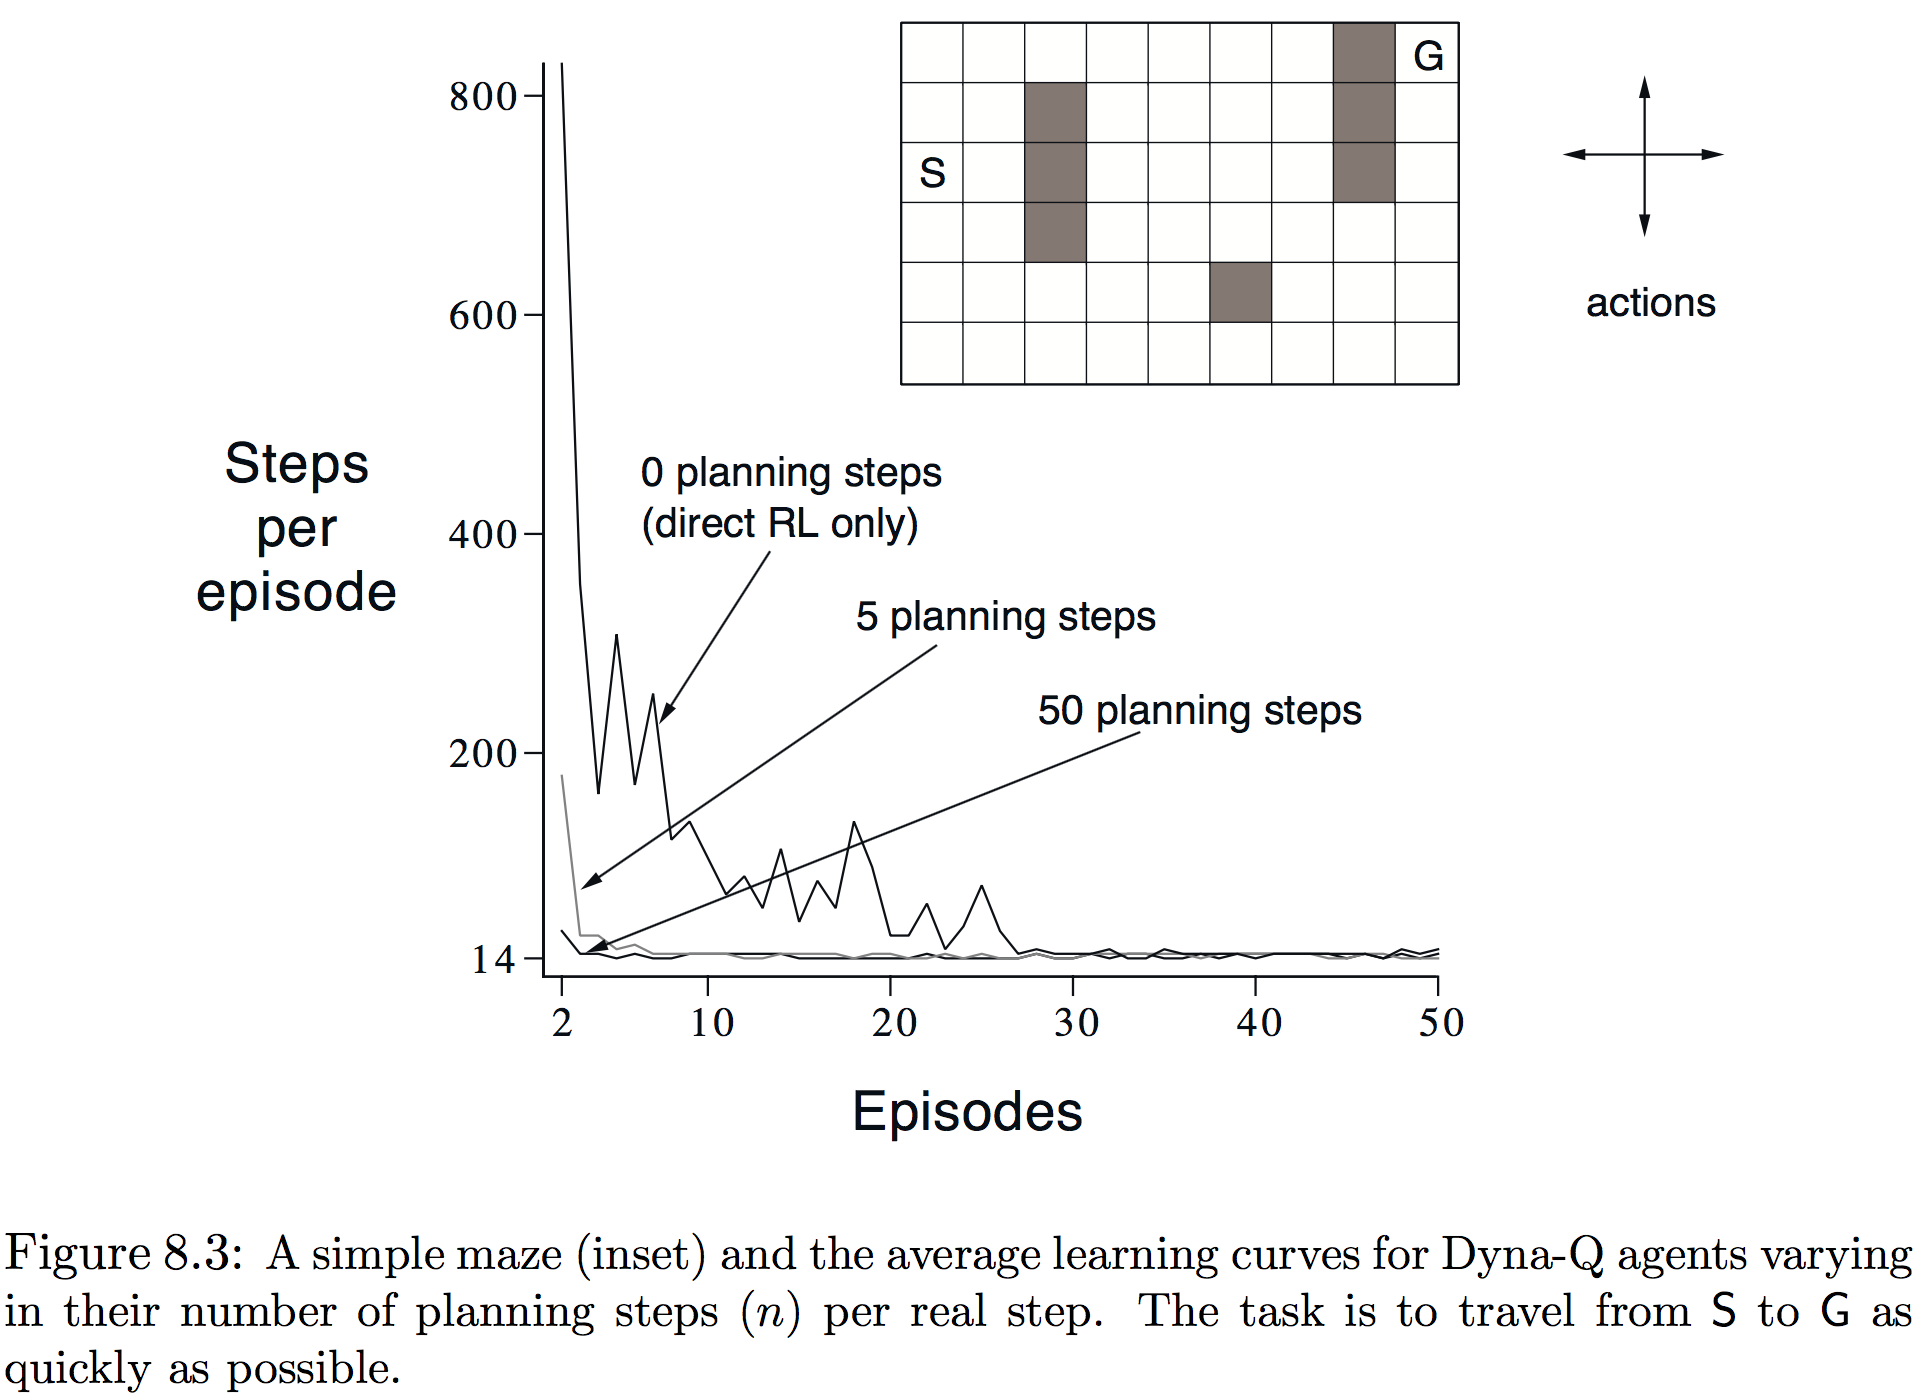 G
S
actions
800
600
400
200
14
Steps
per
episode
0 planning steps
(direct RL only)
5 planning steps
50 planning steps
2 10 20 30 40 50
Episodes
Figure 8.3: A simple maze (inset) and the average learning curves for Dyna-Q agents varying
in their number of planning steps (n) per real step. The task is to travel from S to G as
quickly as possible.